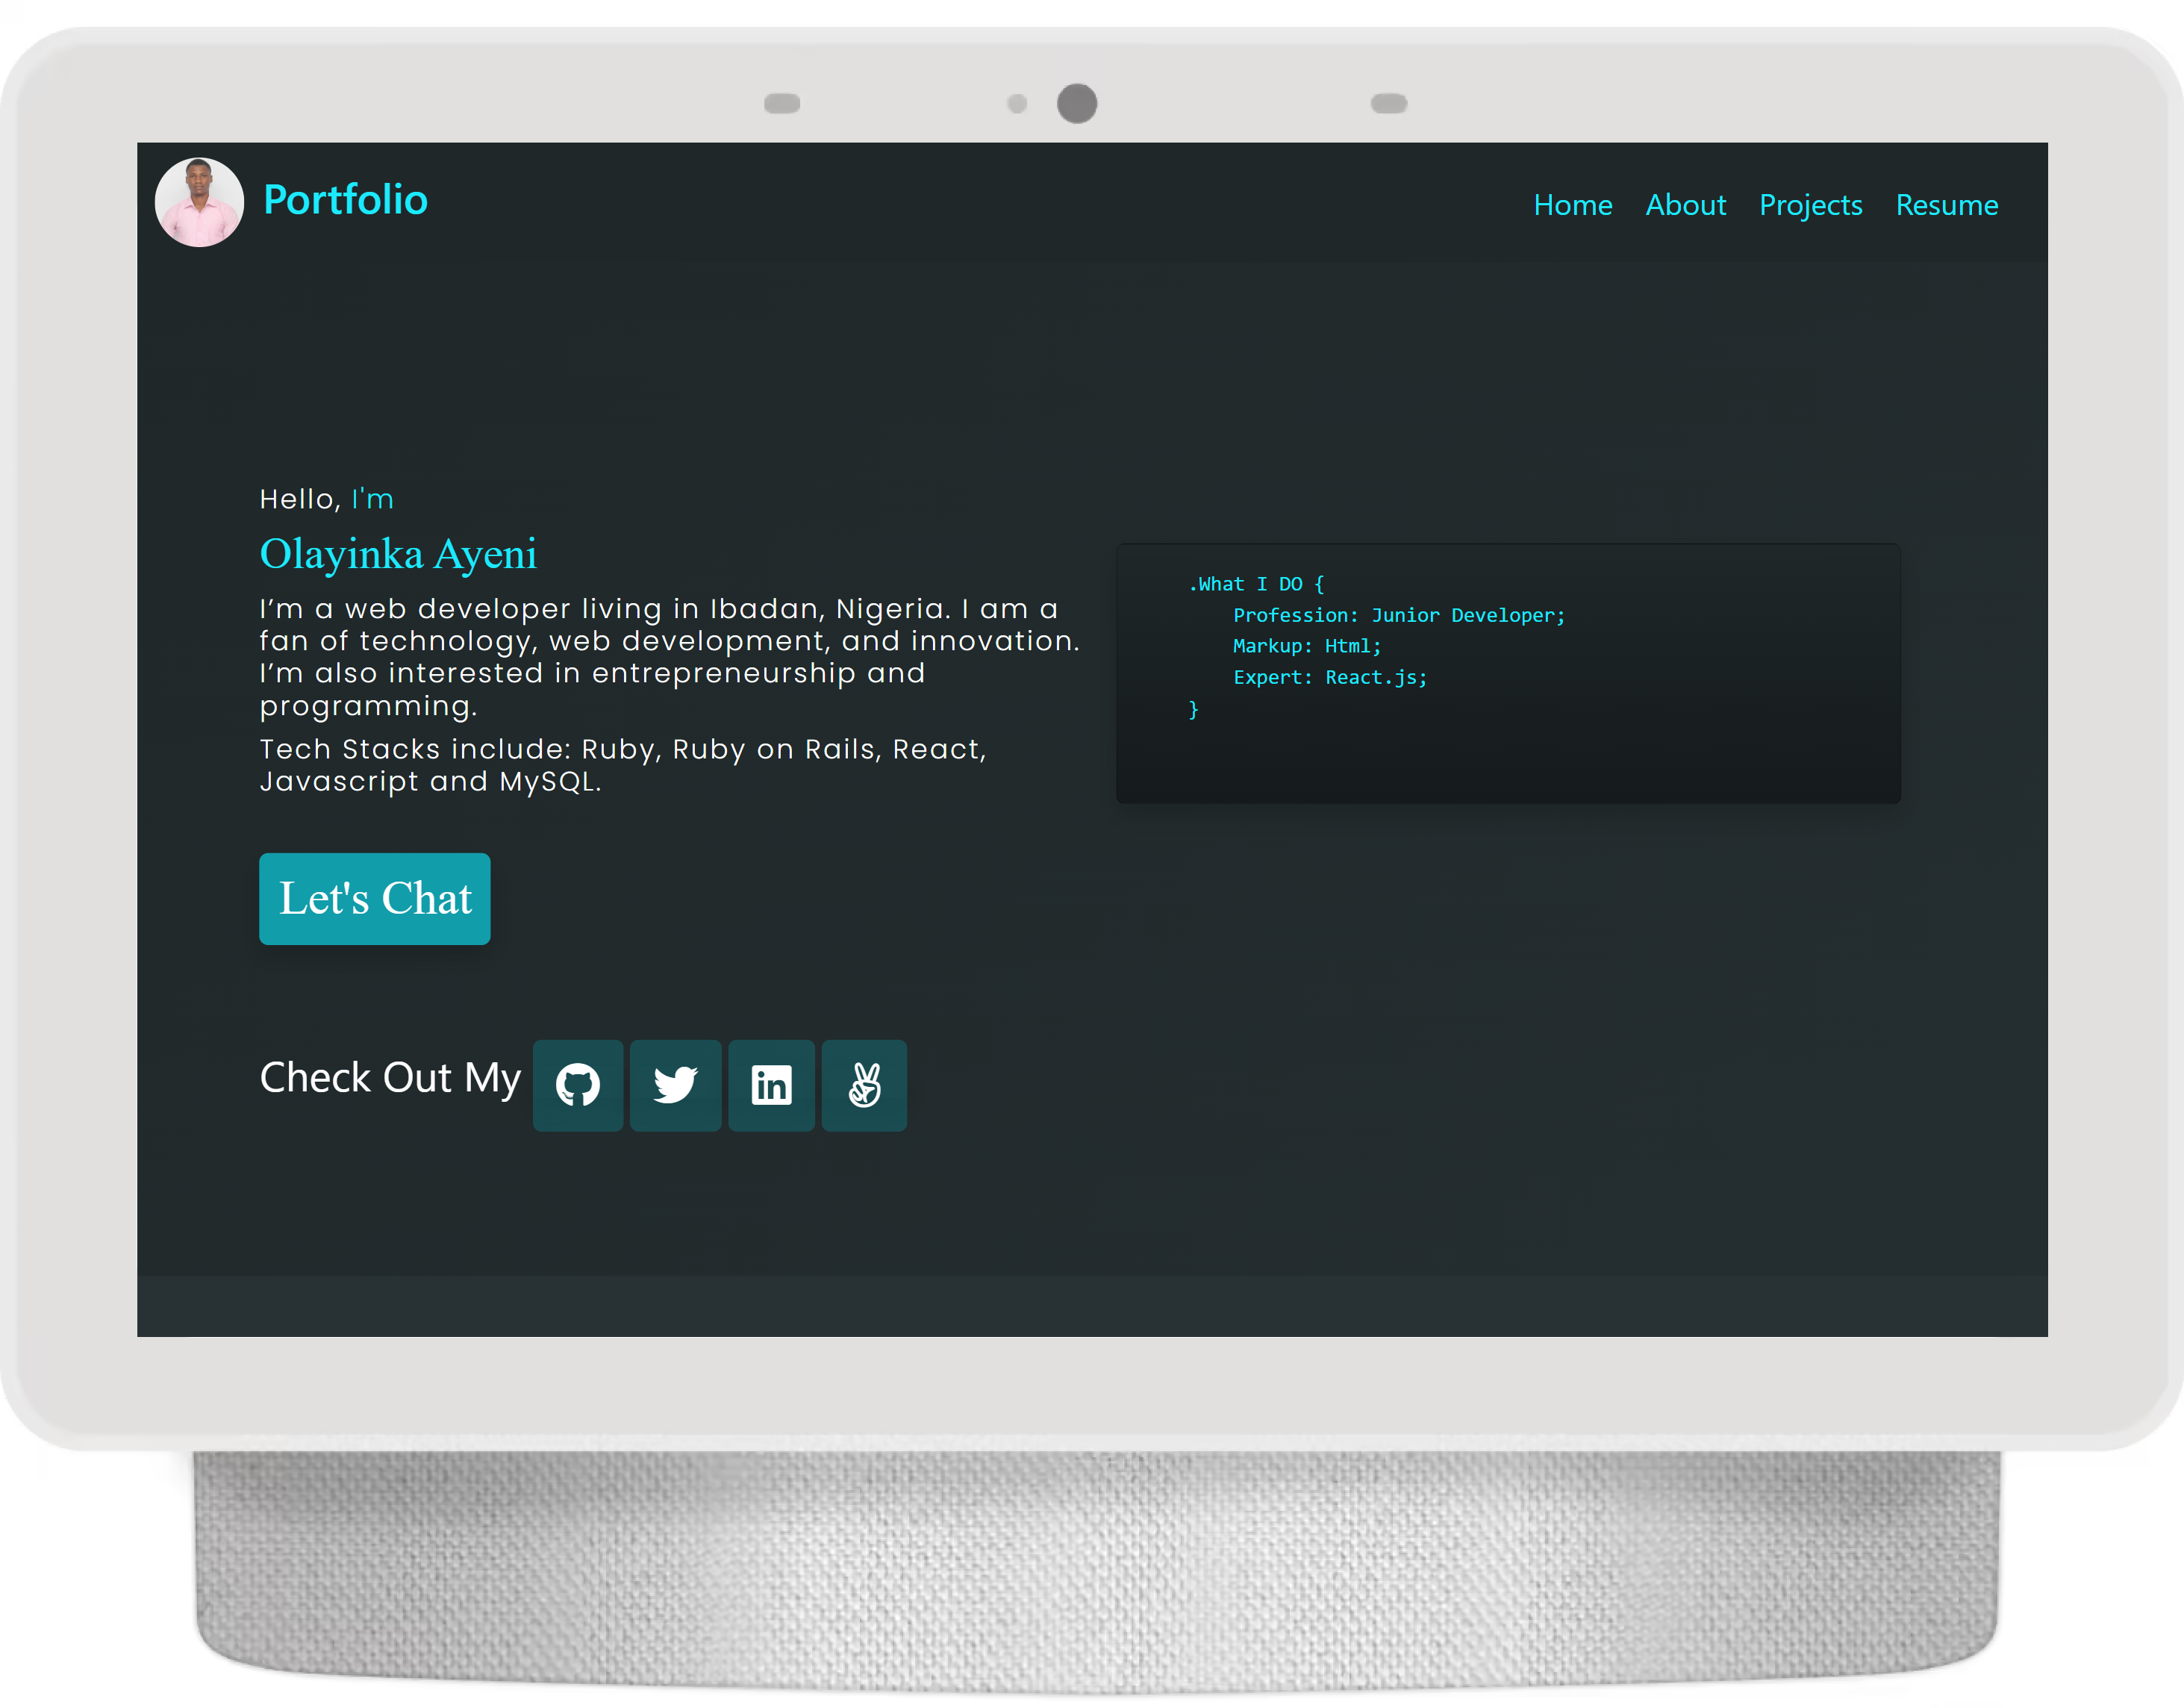 Portfolio
Home About Projects Resume
Hello, I'm
Olayinka Ayeni
I’m a web developer living in Ibadan, Nigeria. I am a
fan of technology, web development, and innovation.
I’m also interested in entrepreneurship and
programming.
Tech Stacks include: Ruby, Ruby on Rails, React,
Javascript and MySQL.
.What I DO {
Profession: Junior Developer;
Markup: Html;
Expert: React.js;
}
Let's Chat
Check Out My
in